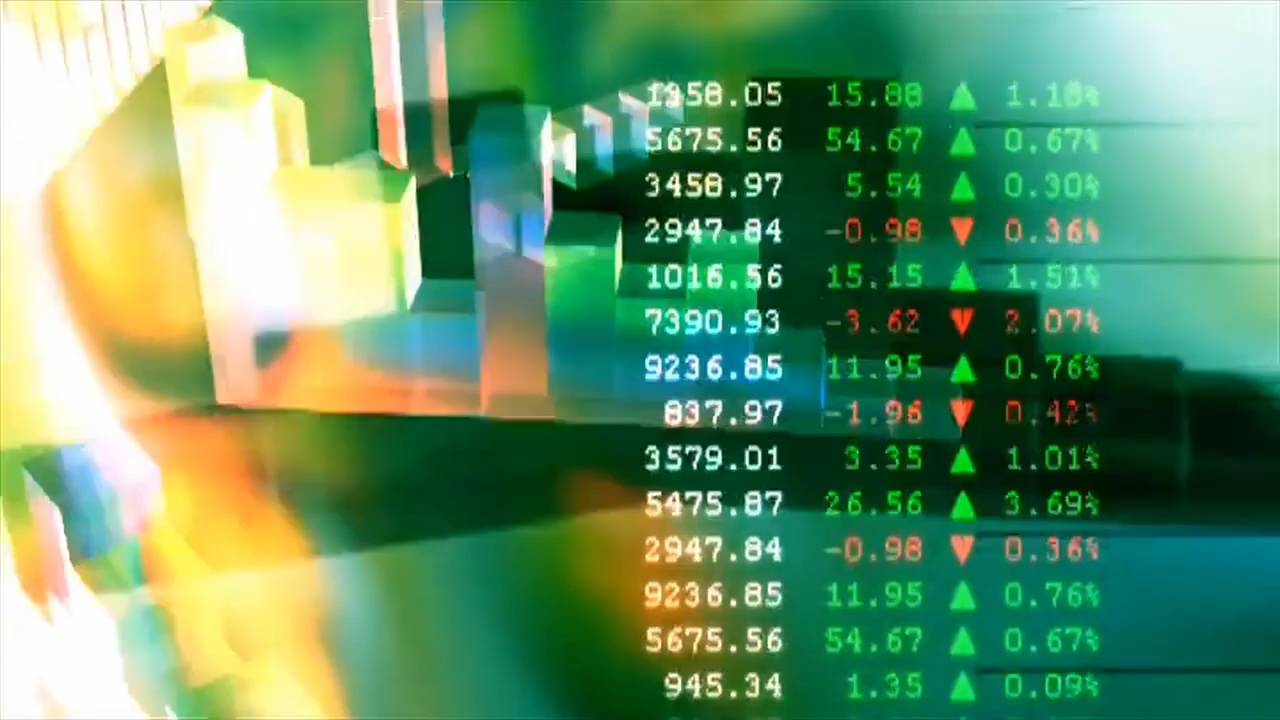 1358.05 15.88 ▲ 1.18%
5675.56 54.67 ▲ 0.67%
3458.97 5.54 ▲ 0.30%
2947.84 -0.98 ▼ 0.36%
1016.56 15.15 ▲ 1.51%
7390.93 -3.62 ▼ 2.07%
9236.85 11.95 ▲ 0.76%
837.97 -1.96 ▼ 0.42%
3579.01 3.35 ▲ 1.01%
5475.87 26.56 ▲ 3.69%
2947.84 -0.98 ▼ 0.36%
9236.85 11.95 ▲ 0.76%
5675.56 54.67 ▲ 0.67%
945.34 1.35 ▲ 0.09%